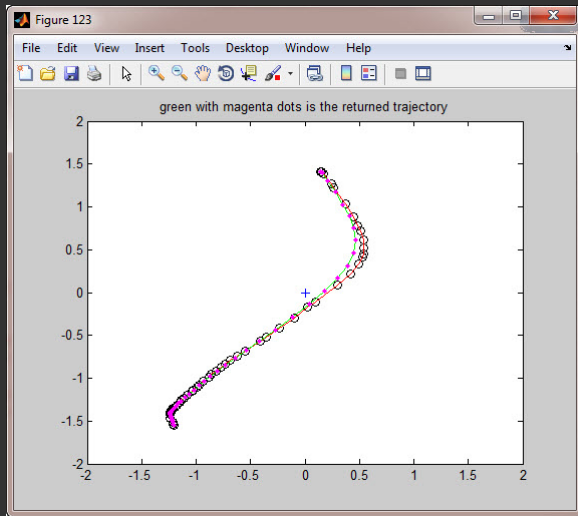 Figure 123
File Edit View Insert Tools Desktop Window Help
green with magenta dots is the returned trajectory
2
1.5
1
0.5
0
-0.5
-1
-1.5
-2
-2 -1.5 -1 -0.5 0 0.5 1 1.5 2